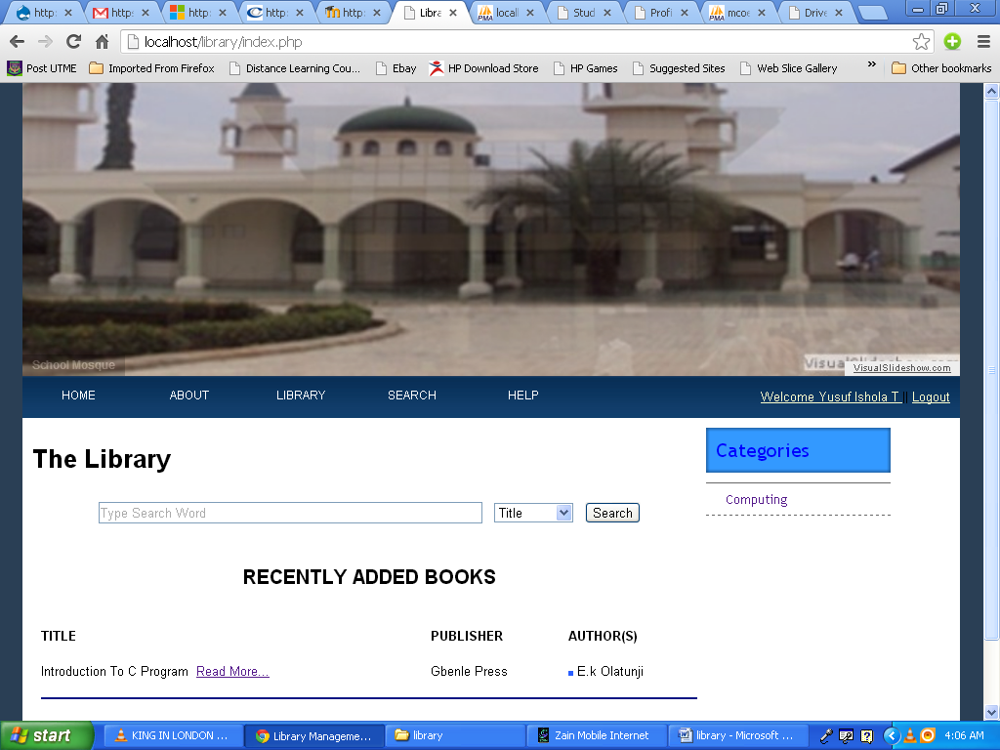 http: Gmail http: http: http: Libra locall Stud Profi mcoe Drive
localhost/library/index.php
Post UTME Imported From Firefox Distance Learning Cou... Ebay HP Download Store HP Games Suggested Sites Web Slice Gallery » Other bookmarks
School Mosque
VisualSlideshow.com
HOME ABOUT LIBRARY SEARCH HELP Welcome Yusuf Ishola T || Logout
Categories
The Library
Computing
Type Search Word Title Search
RECENTLY ADDED BOOKS
TITLE PUBLISHER AUTHOR(S)
Introduction To C Program Read More... Gbenle Press E.k Olatunji
start KING IN LONDON ... Library Manageme... library Zain Mobile Internet library - Microsoft ... 4:06 AM